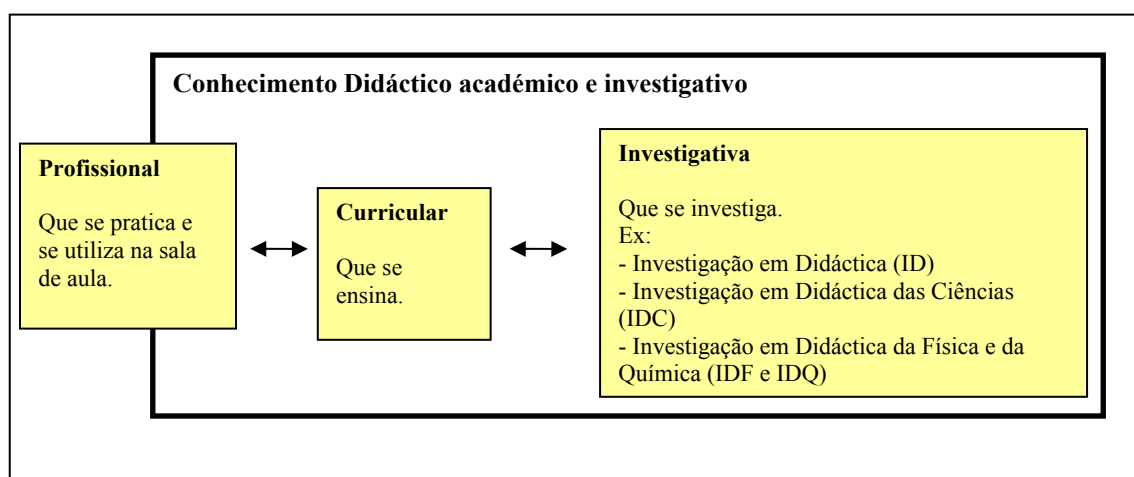 Conhecimento Didáctico académico e investigativo
Profissional
Que se pratica e
se utiliza na sala
de aula.
Curricular
Que se
ensina.
Investigativa
Que se investiga.
Ex:
- Investigação em Didáctica (ID)
- Investigação em Didáctica das Ciências
(IDC)
- Investigação em Didáctica da Física e da
Química (IDF e IDQ)